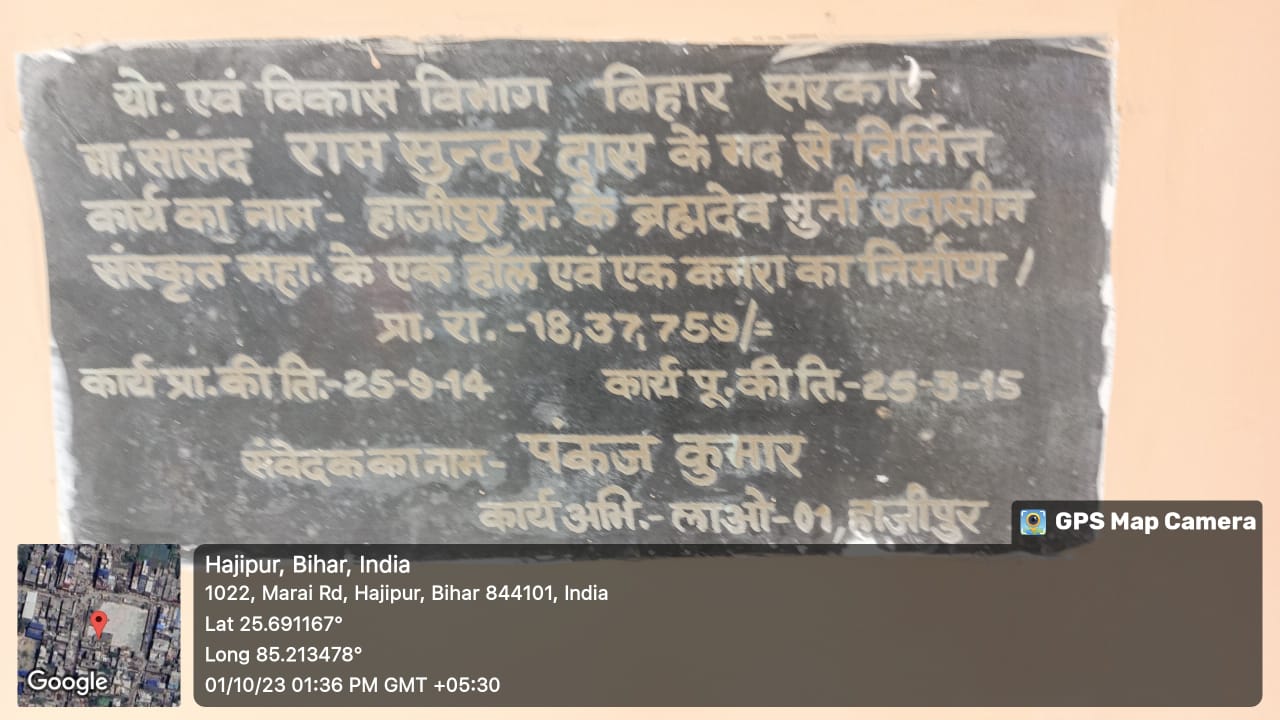 यो. एवं विकास विभाग बिहार सरकार
मा.सांसद राम सुन्दर दास के मद से निर्मित्त
कार्य का नाम- हाजीपुर प्र. के ब्रह्मदेव मुनी उदासीन
संस्कृत महा. के एक हॉल एवं एक कमरा का निर्माण ।
प्रा. रा. -18,37,759/=
कार्य प्रा.की ति.-25-9-14 कार्य पू.की ति.-25-3-15
संवेदक का नाम- पंकज कुमार
कार्य अभि.- लाओ-01, हाजीपुर
GPS Map Camera
Hajipur, Bihar, India
1022, Marai Rd, Hajipur, Bihar 844101, India
Lat 25.691167°
Long 85.213478°
01/10/23 01:36 PM GMT +05:30
Google